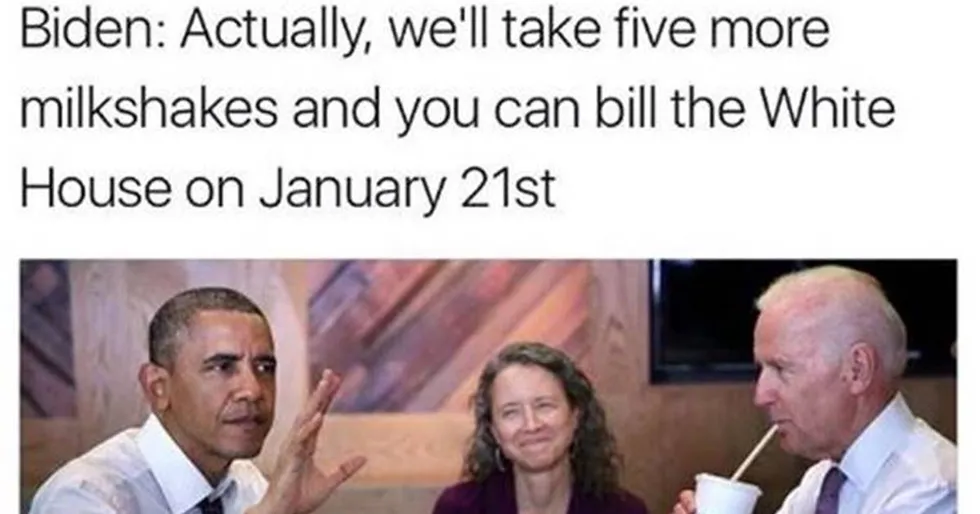 Biden: Actually, we'll take five more
milkshakes and you can bill the White
House on January 21st